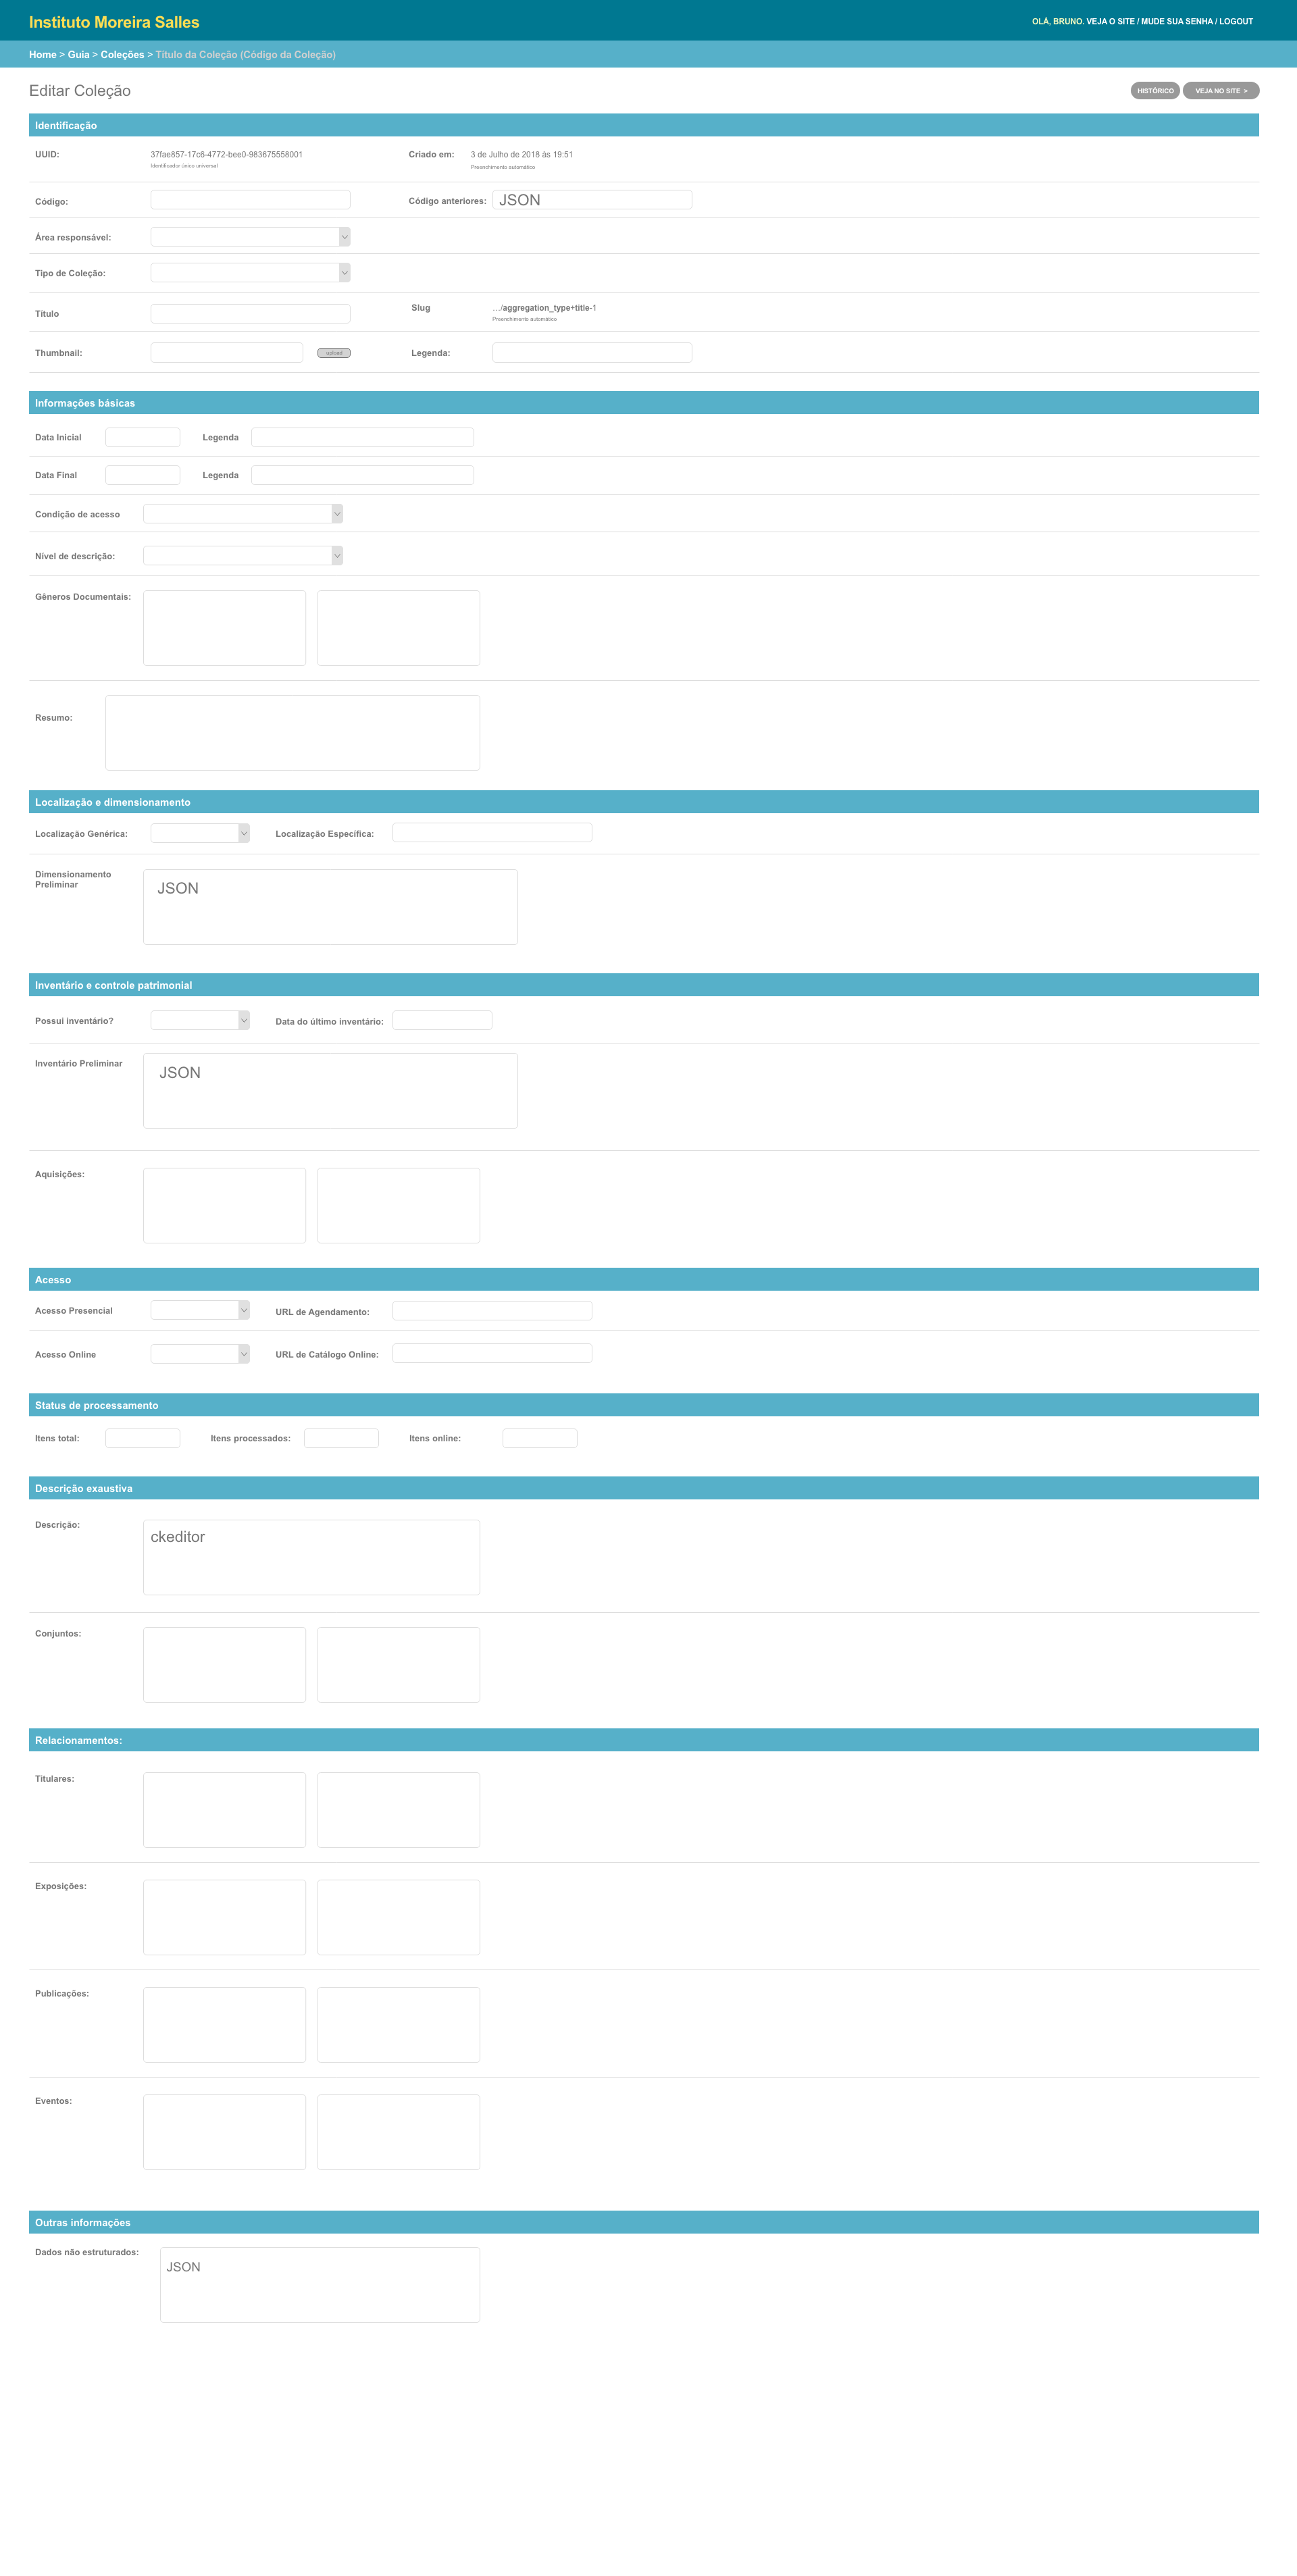 Instituto Moreira Salles
OLÁ, BRUNO. VEJA O SITE / MUDE SUA SENHA / LOGOUT
Home > Guia > Coleções > Título da Coleção (Código da Coleção)
Editar Coleção
HISTÓRICO
VEJA NO SITE >
Identificação
UUID:
37fae857-17c6-4772-bee0-983675558001
Identificador único universal
Criado em:
3 de Julho de 2018 às 19:51
Preenchimento automático
Código:
Código anteriores:
JSON
Área responsável:
Tipo de Coleção:
Título
Slug
.../aggregation_type+title-1
Preenchimento automático
Thumbnail:
upload
Legenda:
Informações básicas
Data Inicial
Legenda
Data Final
Legenda
Condição de acesso
Nível de descrição:
Gêneros Documentais:
Resumo:
Localização e dimensionamento
Localização Genérica:
Localização Específica:
Dimensionamento
Preliminar
JSON
Inventário e controle patrimonial
Possui inventário?
Data do último inventário:
Inventário Preliminar
JSON
Aquisições:
Acesso
Acesso Presencial
URL de Agendamento:
Acesso Online
URL de Catálogo Online:
Status de processamento
Itens total:
Itens processados:
Itens online:
Descrição exaustiva
Descrição:
ckeditor
Conjuntos:
Relacionamentos:
Titulares:
Exposições:
Publicações:
Eventos:
Outras informações
Dados não estruturados:
JSON